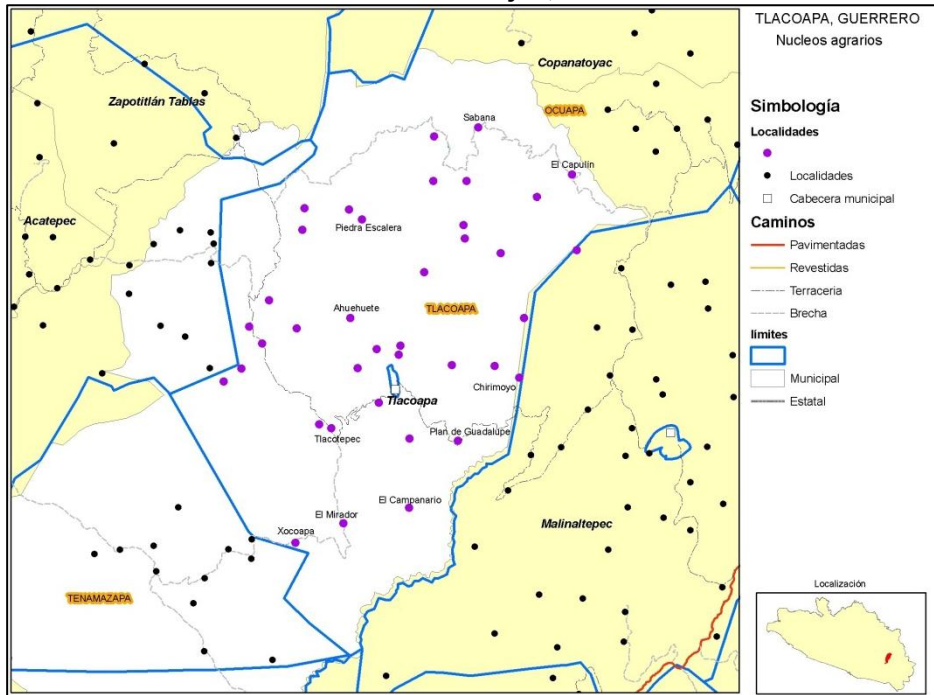 TLACOAPA, GUERRERO
Nucleos agrarios
Simbología
Localidades
Localidades
Cabecera municipal
Caminos
Pavimentadas
Revestidas
Terraceria
Brecha
limites
Municipal
Estatal
Localización
Copanatoyac
Zapotitlán Tablas
OCUAPA
Sabana
El Capulín
Acatepec
Piedra Escalera
Ahuehuete
TLACOAPA
Chirimoyo
Tlacoapa
Tlacotepec
Plan de Guadalupe
El Campanario
El Mirador
Xocoapa
Malinaltepec
TENAMAZAPA